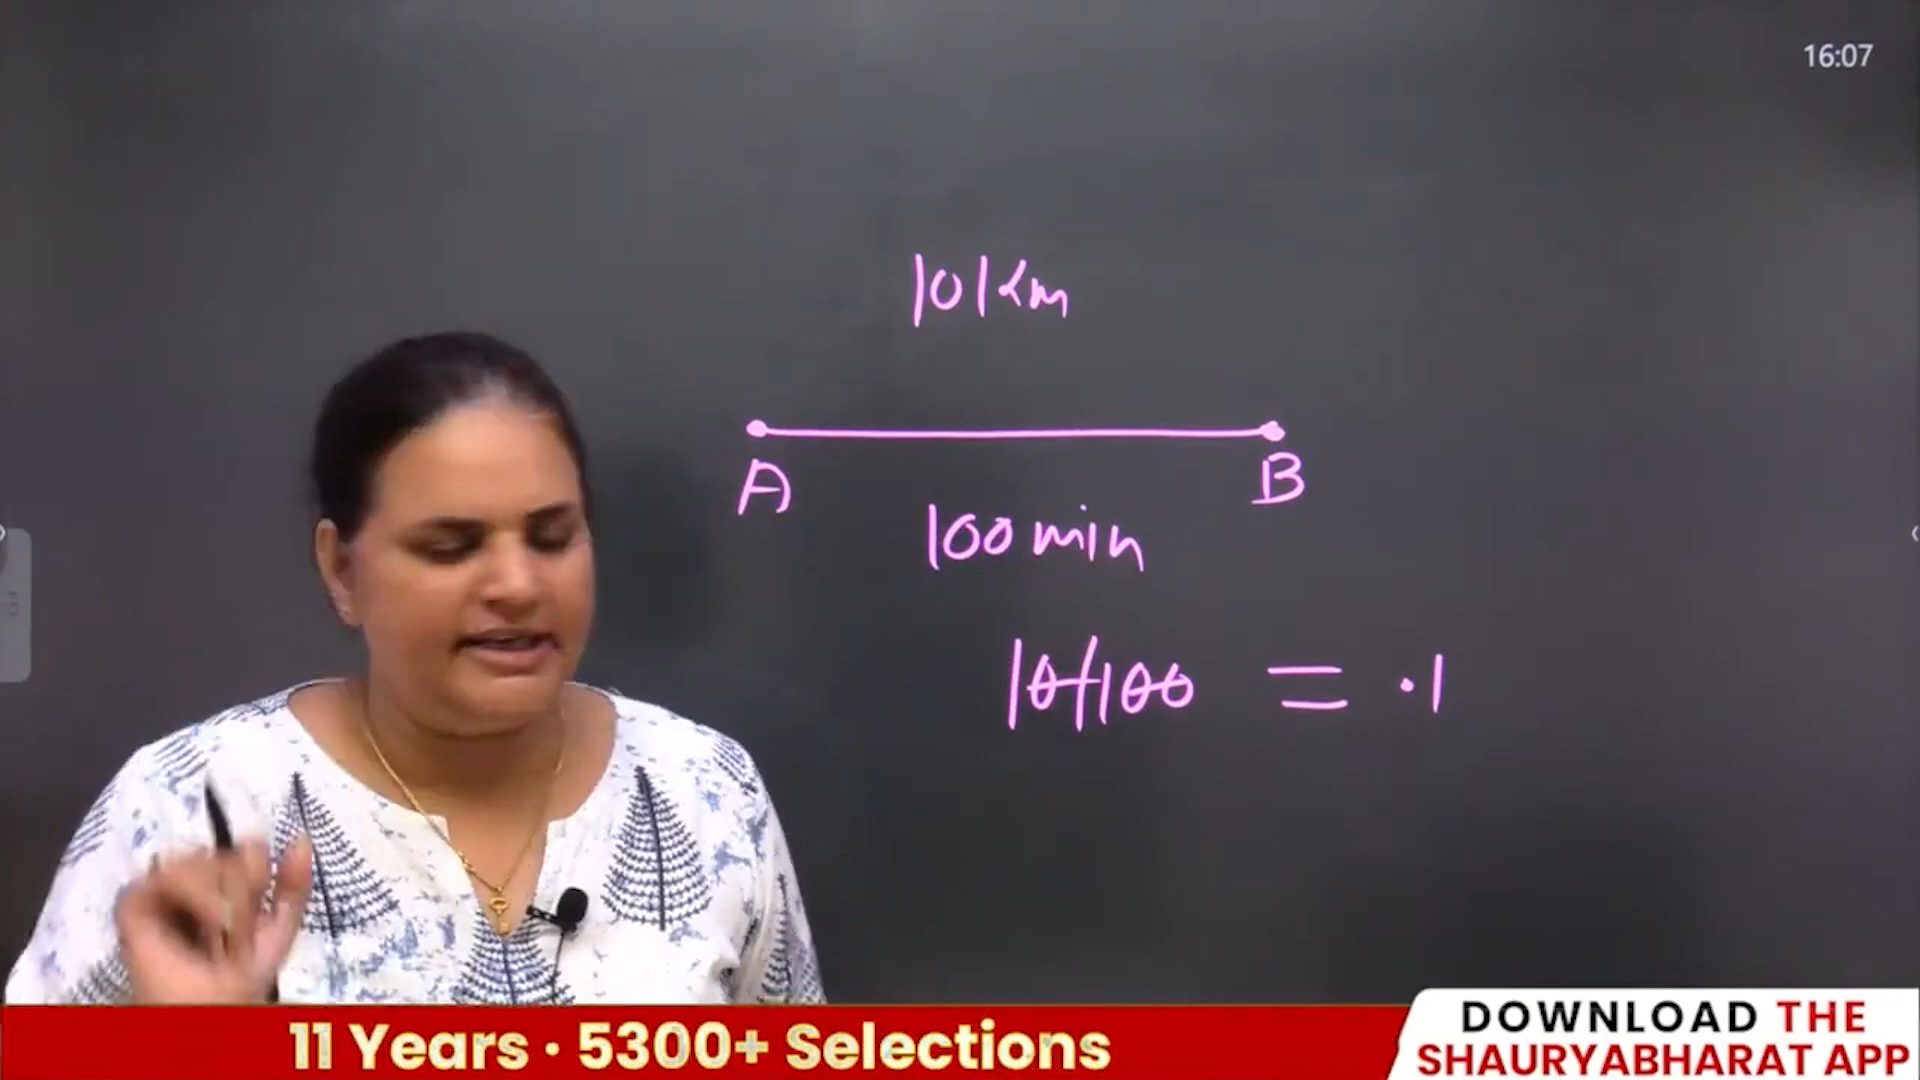 16:07
10 Km
A B
100 min
10/100 = .1
11 Years · 5300+ Selections
DOWNLOAD THE
SHAURYABHARAT APP